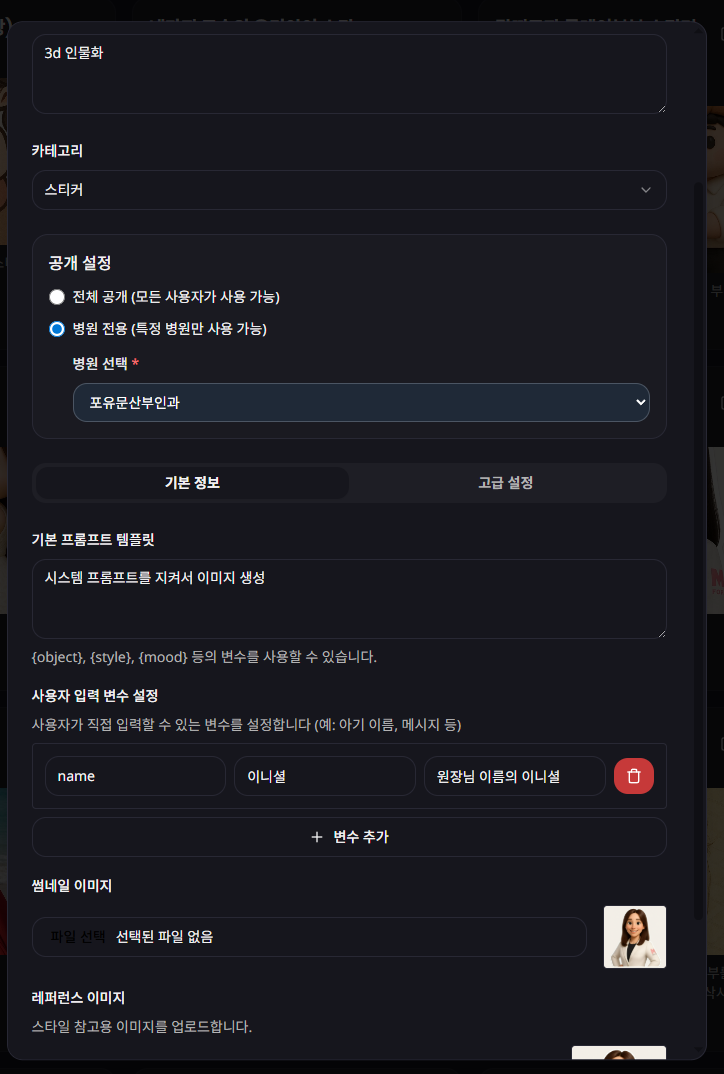 3d 인물화
카테고리
스티커
공개 설정
전체 공개 (모든 사용자가 사용 가능)
병원 전용 (특정 병원만 사용 가능)
병원 선택 *
포유문산부인과
기본 정보 고급 설정
기본 프롬프트 템플릿
시스템 프롬프트를 지켜서 이미지 생성
{object}, {style}, {mood} 등의 변수를 사용할 수 있습니다.
사용자 입력 변수 설정
사용자가 직접 입력할 수 있는 변수를 설정합니다 (예: 아기 이름, 메시지 등)
name 이니셜 원장님 이름의 이니셜
+ 변수 추가
썸네일 이미지
파일 선택 선택된 파일 없음
레퍼런스 이미지
스타일 참고용 이미지를 업로드합니다.